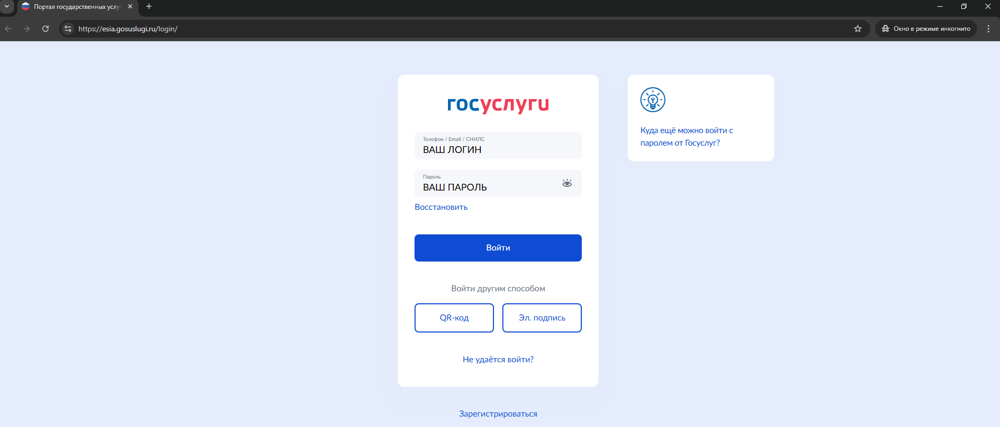 Портал государственных услу
https://esia.gosuslugi.ru/login/
Окно в режиме инкогнито
госуслуги
Телефон / Email / СНИЛС
ВАШ ЛОГИН
Пароль
ВАШ ПАРОЛЬ
Восстановить
Войти
Войти другим способом
QR-код
Эл. подпись
Не удаётся войти?
Зарегистрироваться
Куда ещё можно войти с
паролем от Госуслуг?